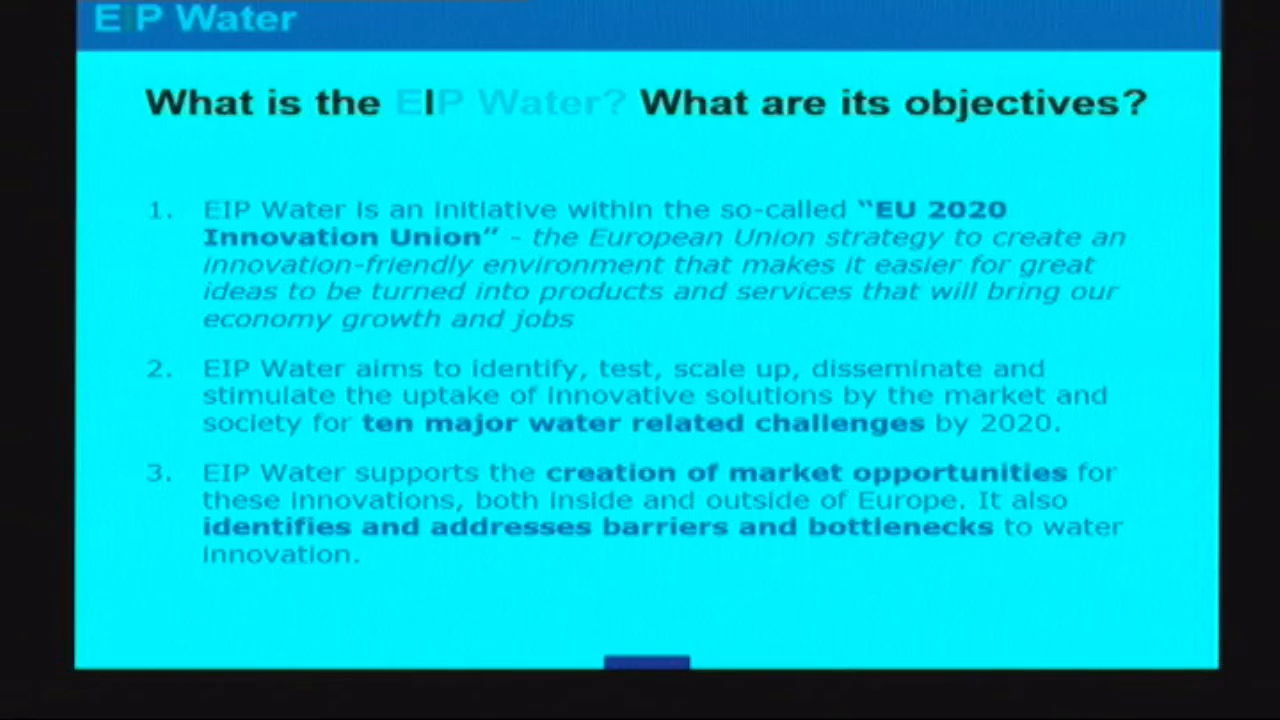 EIP Water
What is the EIP Water? What are its objectives?
1. EIP Water is an initiative within the so-called “EU 2020
Innovation Union“ - the European Union strategy to create an
innovation-friendly environment that makes it easier for great
ideas to be turned into products and services that will bring our
economy growth and jobs
2. EIP Water aims to identify, test, scale up, disseminate and
stimulate the uptake of innovative solutions by the market and
society for ten major water related challenges by 2020.
3. EIP Water supports the creation of market opportunities for
these innovations, both inside and outside of Europe. It also
identifies and addresses barriers and bottlenecks to water
innovation.